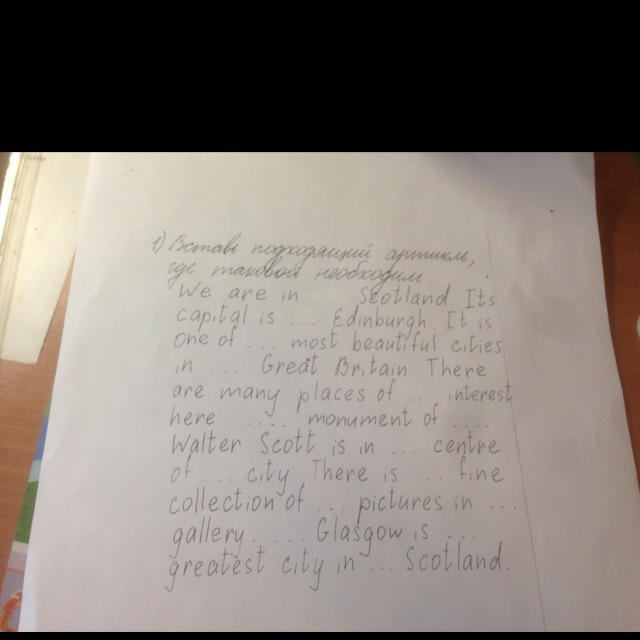 1) Вставь подходящий артикль,
где таковой необходим.
We are in Scotland. Its
capital is ... Edinburgh. It is
one of ... most beautiful cities
in ... Great Britain There
are many places of ... interest
here. .... monument of ....
Walter Scott is in .... centre
of ... city. There is ... fine
collection of ... pictures in ...
gallery. .... Glasgow is ...
greatest city in ... Scotland.